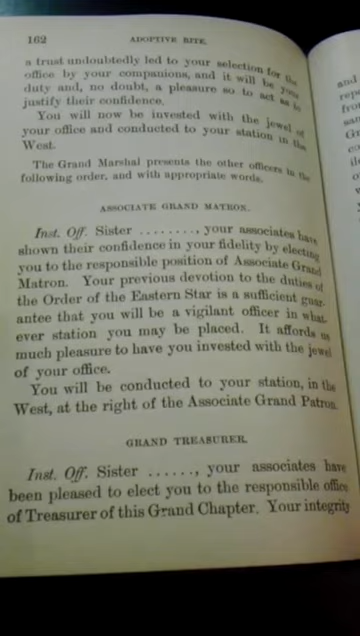 162 ADOPTIVE RITE.
a trust undoubtedly led to your selection for the
office by your companions, and it will be your
duty and, no doubt, a pleasure so to act as to
justify their confidence.
You will now be invested with the jewel of
your office and conducted to your station in the
West.
The Grand Marshal presents the other officers in the
following order, and with appropriate words.
ASSOCIATE GRAND MATRON.
Inst. Off. Sister ........, your associates have
shown their confidence in your fidelity by electing
you to the responsible position of Associate Grand
Matron. Your previous devotion to the duties of
the Order of the Eastern Star is a sufficient guar-
antee that you will be a vigilant officer in what-
ever station you may be placed. It affords us
much pleasure to have you invested with the jewel
of your office.
You will be conducted to your station, in the
West, at the right of the Associate Grand Patron.
GRAND TREASURER.
Inst. Off. Sister ......, your associates have
been pleased to elect you to the responsible office
of Treasurer of this Grand Chapter. Your integrity
and